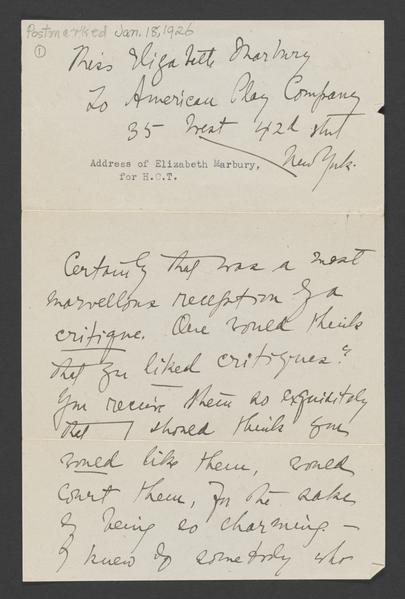 Postmarked Jan. 18, 1926
1
Miss Elizabeth Marbury
To American Play Company
35 West 42d street
New York.
Address of Elizabeth Marbury,
for H.O.T.
Certainly that was a most
marvellous reception of a
critique. One would think
that you liked critiques!
You receive them so exquisitely
that I should think you
would like them, would
court them, for the sake
of being so charming —
I knew of somebody who